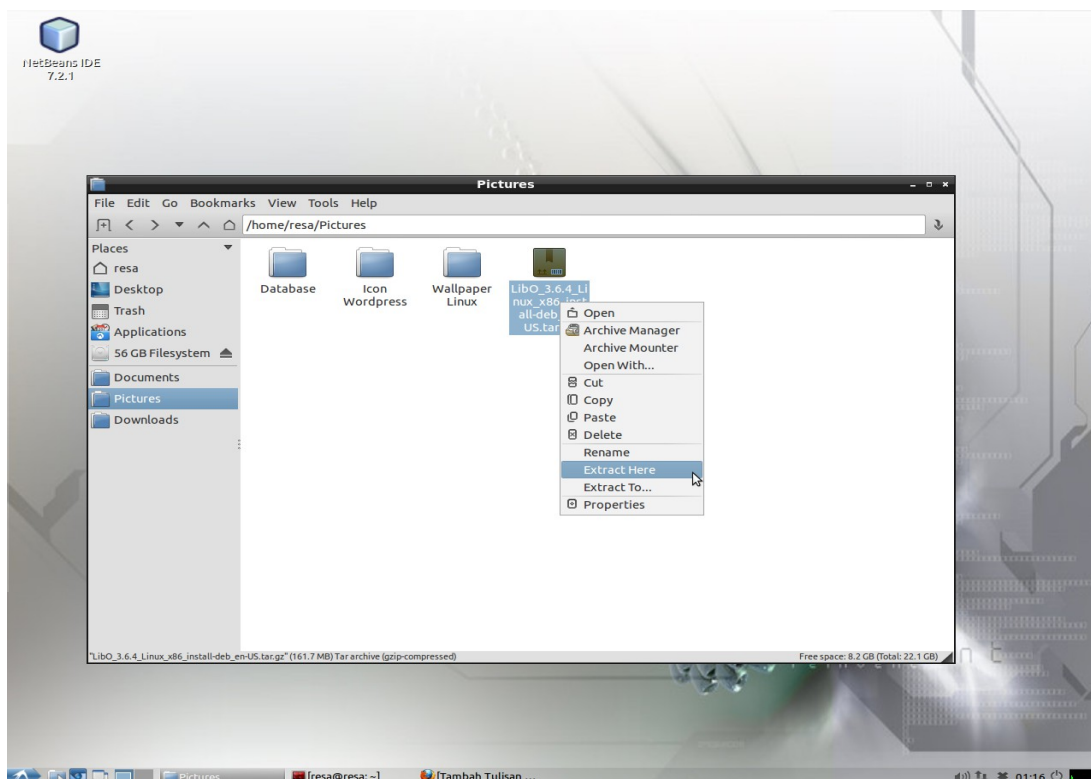 NetBeans IDE
7.2.1
Pictures
File Edit Go Bookmarks View Tools Help
/home/resa/Pictures
Places
resa
Desktop
Trash
Applications
56 GB Filesystem
Documents
Pictures
Downloads
Database
Icon
Wordpress
Wallpaper
Linux
LibO_3.6.4_Li
nux_x86_inst
all-deb
US.tar
Open
Archive Manager
Archive Mounter
Open With...
Cut
Copy
Paste
Delete
Rename
Extract Here
Extract To...
Properties
"LibO_3.6.4_Linux_x86_install-deb_en-US.tar.gz" (161.7 MB) Tar archive (gzip-compressed)
Free space: 8.2 GB (Total: 22.1 GB)
Pictures
[resa@resa: ~]
[Tambah Tulisan ...
01:16